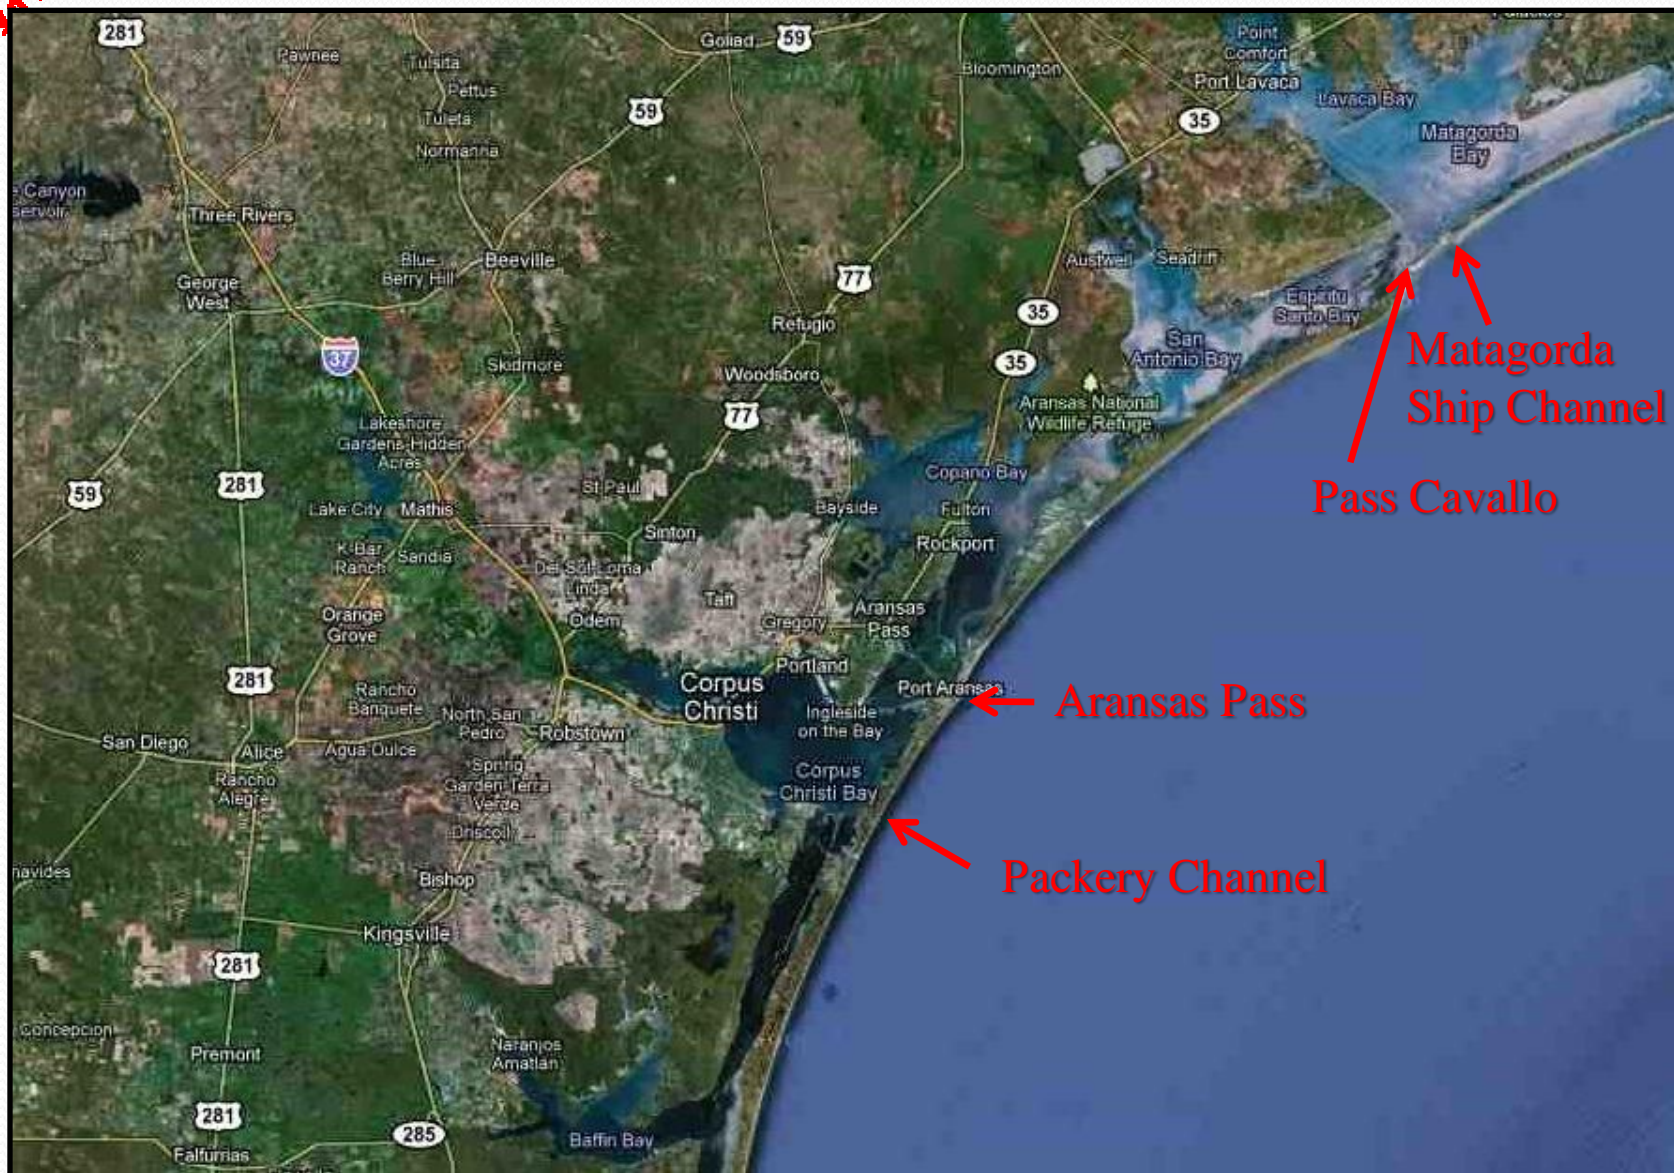 281
Pawnee
Tulsita
Pettus
Tuleta
Normanna
Goliad
59
59
Bloomington
Point
Comfort
Port Lavaca
Lavaca Bay
35
Matagorda
Bay
Canyon
Three Rivers
George
West
Blue
Berry Hill
Beeville
77
Refugio
Austwell
Seadrift
Espiritu
Santo Bay
35
35
San
Antonio Bay
Matagorda
Ship Channel
37
Skidmore
Woodsboro
77
Aransas National
Wildlife Refuge
Lakeshore
Gardens-Hidden
Acres
59
281
Lake City
Mathis
St Paul
Sinton
Bayside
Copano Bay
Fulton
Rockport
Pass Cavallo
K-Bar
Ranch
Sandia
Del Sol-Loma
Linda
Taft
Orange
Grove
Odem
Gregory
Aransas
Pass
Portland
281
Rancho
Banquete
Corpus
Christi
Port Aransas
Aransas Pass
North San
Pedro
Robstown
Ingleside
on the Bay
San Diego
Alice
Agua Dulce
Rancho
Alegre
Spring
Garden-Terra
Verde
Corpus
Christi Bay
Driscoll
Packery Channel
Bishop
Kingsville
281
Concepcion
Premont
Naranjos
Amatlan
281
285
Baffin Bay
Falfurrias